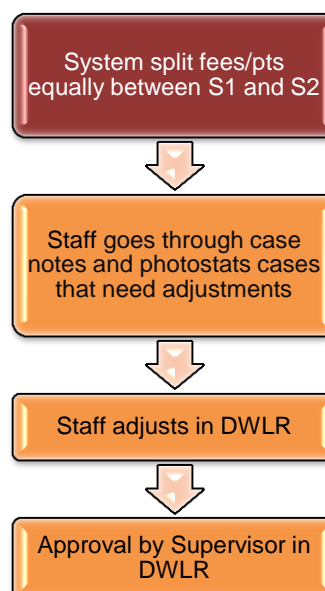 System split fees/pts
equally between S1 and S2
Staff goes through case
notes and photostats cases
that need adjustments
Staff adjusts in DWLR
Approval by Supervisor in
DWLR